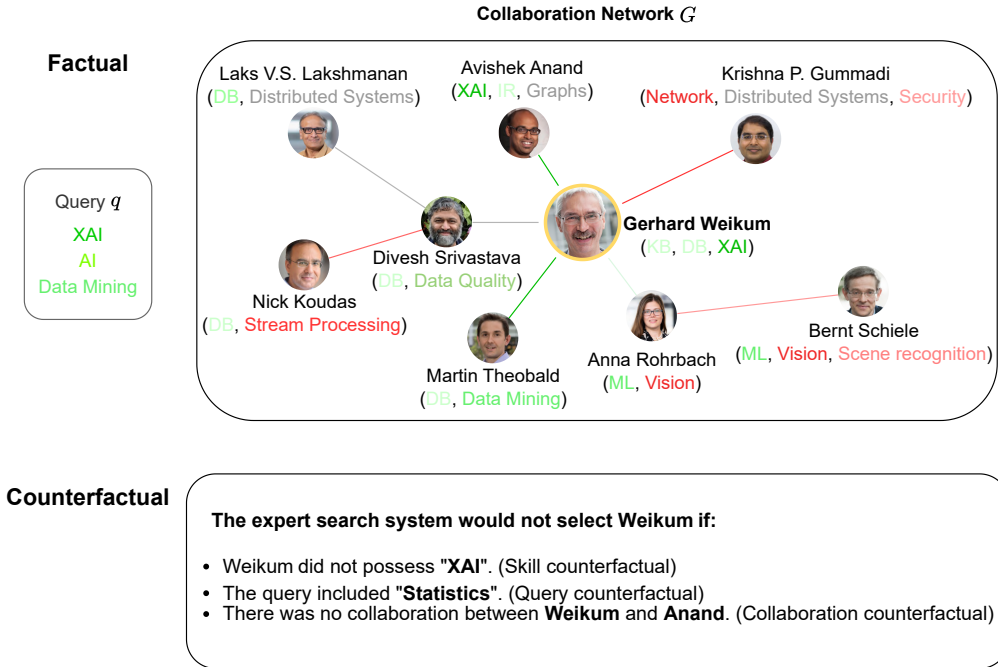 Collaboration Network G
Factual
Laks V.S. Lakshmanan
(DB, Distributed Systems)
Avishek Anand
(XAI, IR, Graphs)
Krishna P. Gummadi
(Network, Distributed Systems, Security)
Query q
XAI
AI
Data Mining
Gerhard Weikum
(KB, DB, XAI)
Divesh Srivastava
(DB, Data Quality)
Nick Koudas
(DB, Stream Processing)
Martin Theobald
(DB, Data Mining)
Anna Rohrbach
(ML, Vision)
Bernt Schiele
(ML, Vision, Scene recognition)
Counterfactual
The expert search system would not select Weikum if:
• Weikum did not possess "XAI". (Skill counterfactual)
• The query included "Statistics". (Query counterfactual)
• There was no collaboration between Weikum and Anand. (Collaboration counterfactual)